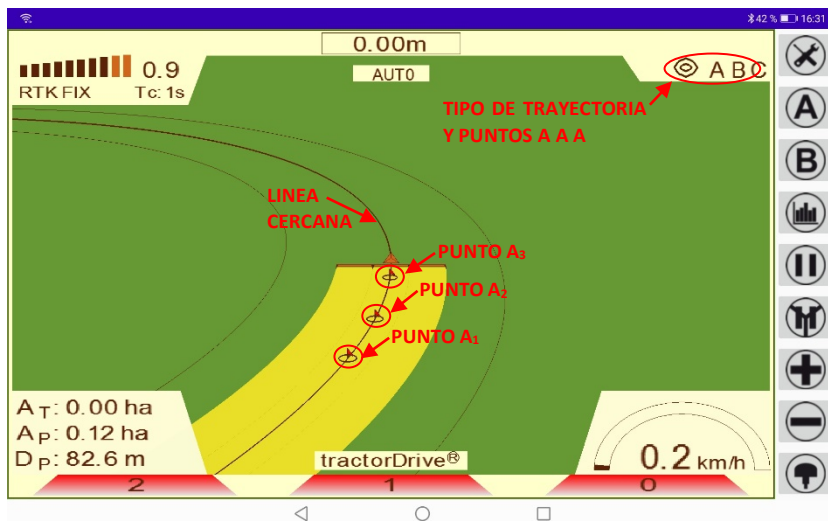 42 % 16:31
0.00m
AUT0
0.9
RTK FIX Tc: 1s
A B C
TIPO DE TRAYECTORIA
Y PUNTOS A A A
LINEA
CERCANA
PUNTO A₃
PUNTO A₂
PUNTO A₁
A
B
AT: 0.00 ha
AP: 0.12 ha
DP: 82.6 m
tractorDrive®
0.2 km/h
2 1 0